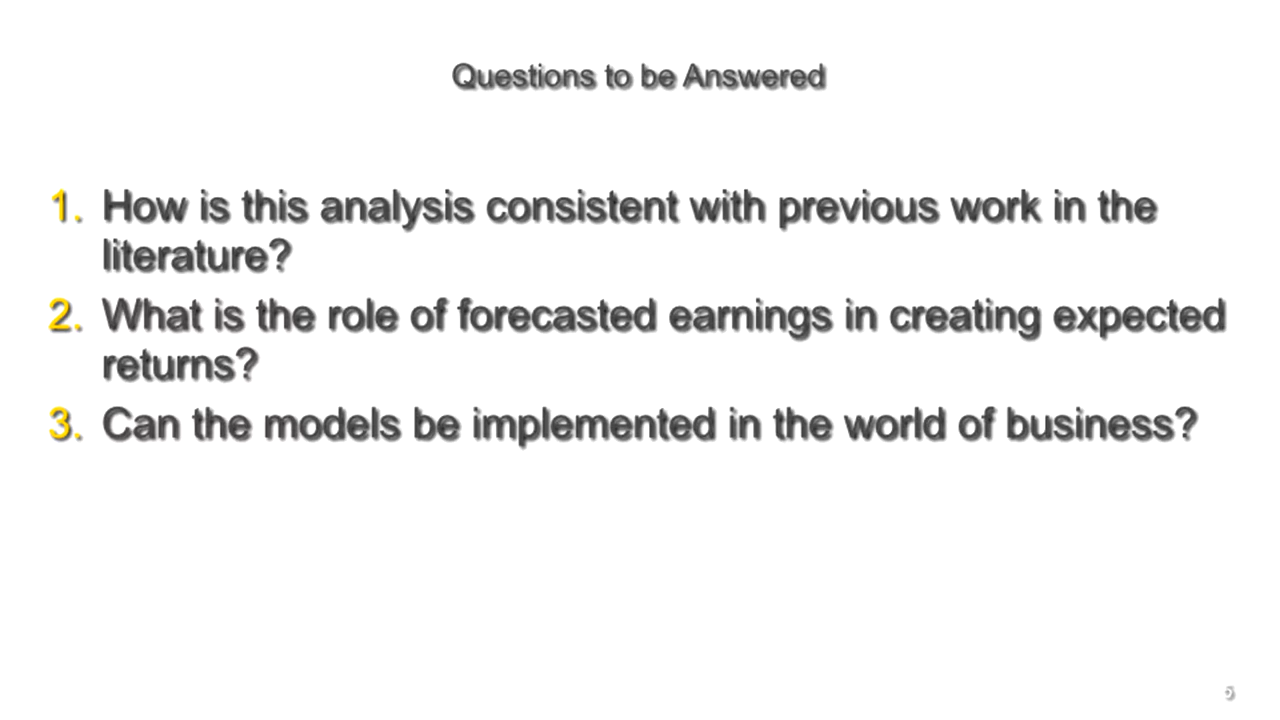 Questions to be Answered
1. How is this analysis consistent with previous work in the
literature?
2. What is the role of forecasted earnings in creating expected
returns?
3. Can the models be implemented in the world of business?
5